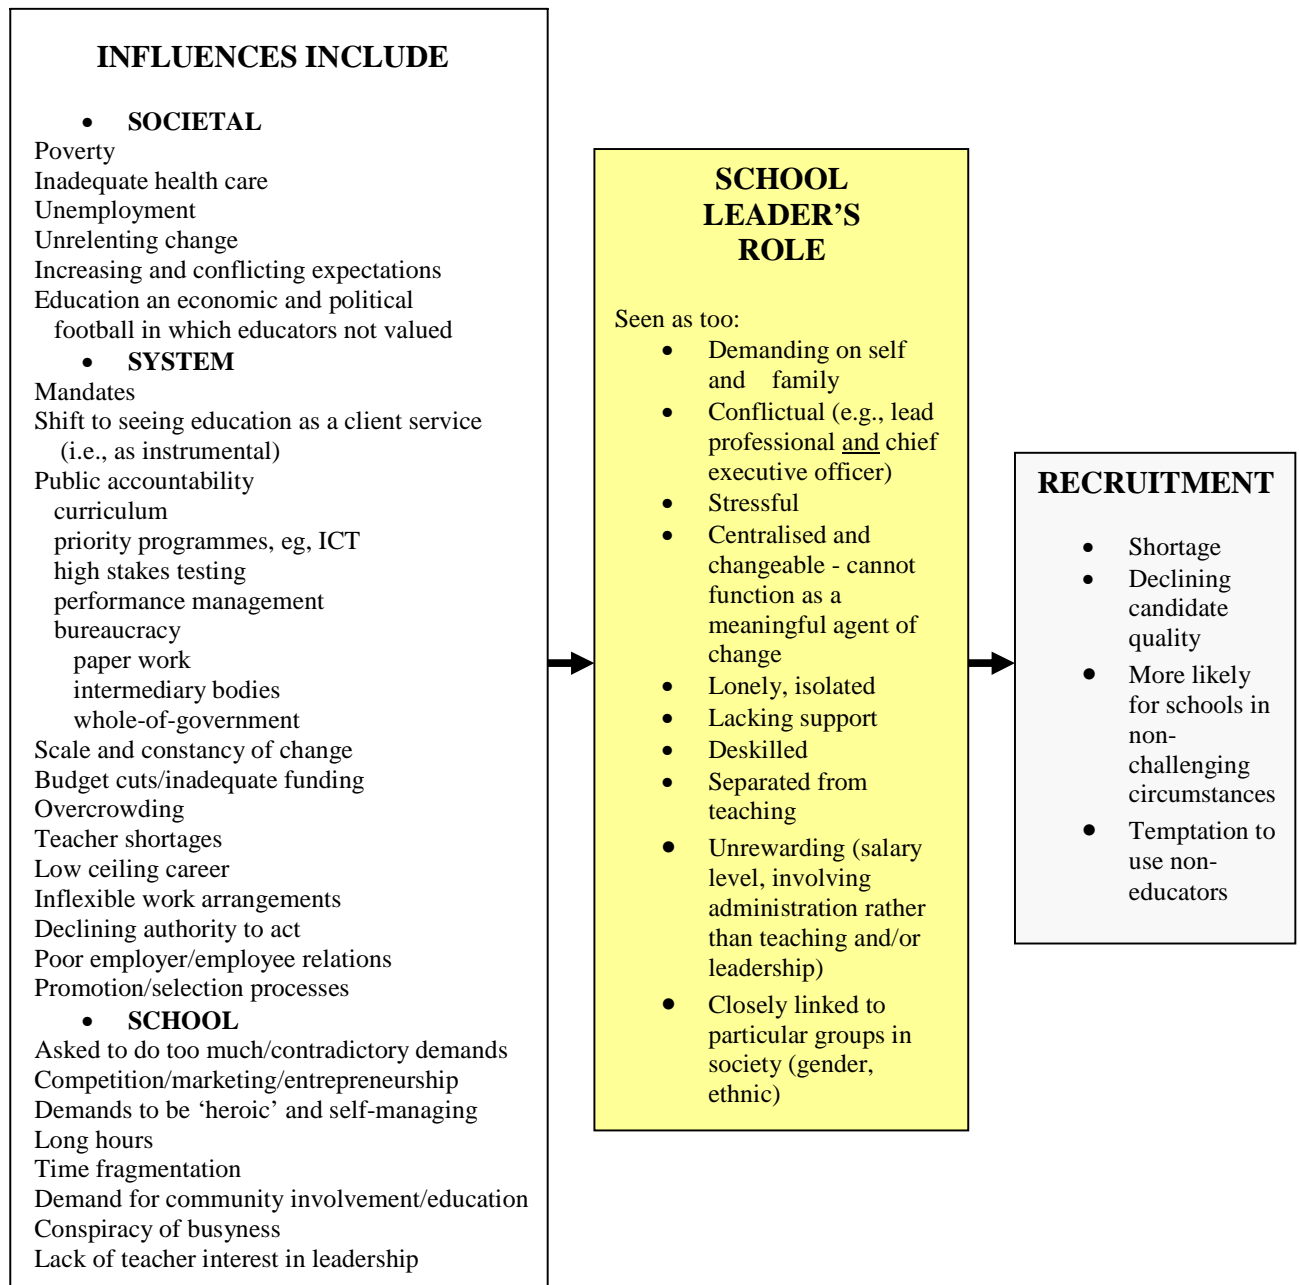 INFLUENCES INCLUDE
• SOCIETAL
Poverty
Inadequate health care
Unemployment
Unrelenting change
Increasing and conflicting expectations
Education an economic and political
football in which educators not valued
• SYSTEM
Mandates
Shift to seeing education as a client service
(i.e., as instrumental)
Public accountability
curriculum
priority programmes, eg, ICT
high stakes testing
performance management
bureaucracy
paper work
intermediary bodies
whole-of-government
Scale and constancy of change
Budget cuts/inadequate funding
Overcrowding
Teacher shortages
Low ceiling career
Inflexible work arrangements
Declining authority to act
Poor employer/employee relations
Promotion/selection processes
• SCHOOL
Asked to do too much/contradictory demands
Competition/marketing/entrepreneurship
Demands to be ‘heroic’ and self-managing
Long hours
Time fragmentation
Demand for community involvement/education
Conspiracy of busyness
Lack of teacher interest in leadership
SCHOOL
LEADER’S
ROLE
Seen as too:
• Demanding on self
and family
• Conflictual (e.g., lead
professional and chief
executive officer)
• Stressful
• Centralised and
changeable - cannot
function as a
meaningful agent of
change
• Lonely, isolated
• Lacking support
• Deskilled
• Separated from
teaching
• Unrewarding (salary
level, involving
administration rather
than teaching and/or
leadership)
• Closely linked to
particular groups in
society (gender,
ethnic)
RECRUITMENT
• Shortage
• Declining
candidate
quality
• More likely
for schools in
non-
challenging
circumstances
• Temptation to
use non-
educators